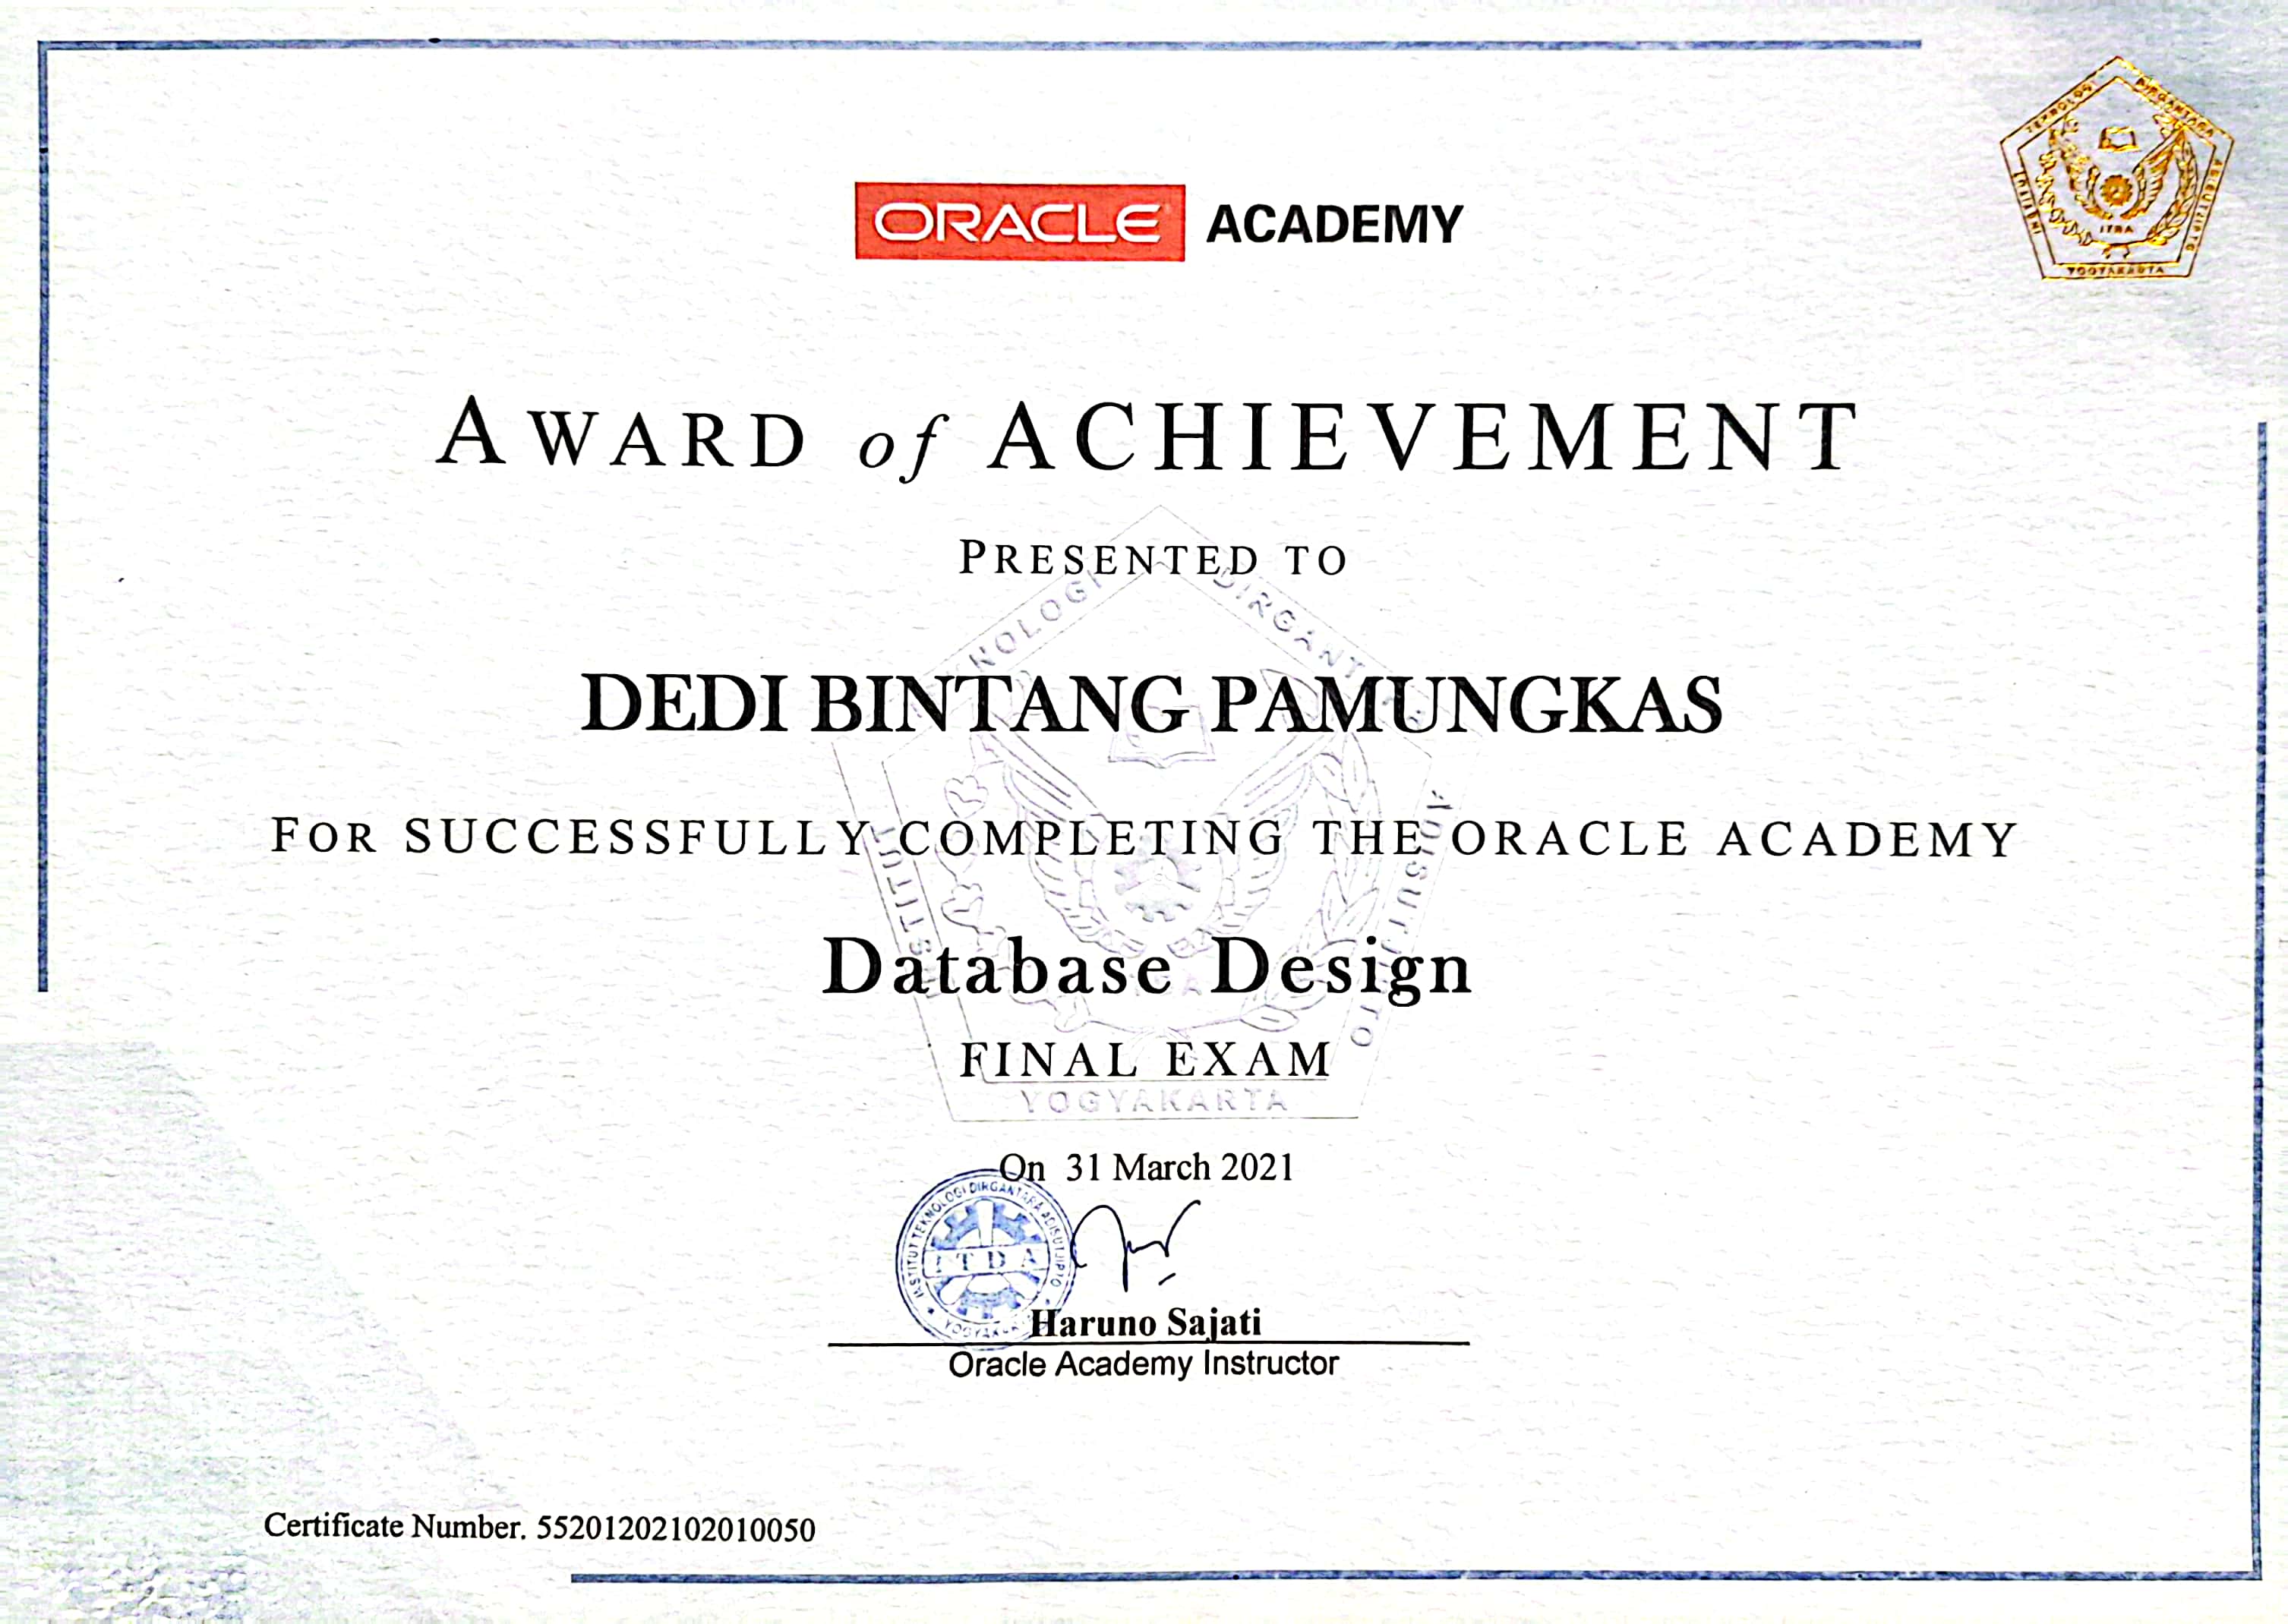 ORACLE ACADEMY
TEKNOLOGI DIRGANTARA
INSTITUT ADISUTJIPTO
ITDA
YOGYAKARTA
AWARD of ACHIEVEMENT
PRESENTED TO
DEDI BINTANG PAMUNGKAS
FOR SUCCESSFULLY COMPLETING THE ORACLE ACADEMY
Database Design
FINAL EXAM
YOGYAKARTA
On 31 March 2021
INSTITUT TEKNOLOGI DIRGANTARA ADISUTJIPTO
ITDA
Haruno Sajati
Oracle Academy Instructor
Certificate Number. 55201202102010050